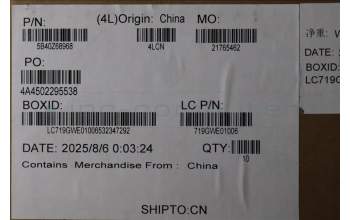 P/N: (4L)Origin: China MO:
5B40Z68968 4LCN 21765462
PO:
4A4502295538
BOXID: LC P/N:
LC719GWE01006532347292 719GWE01006
DATE: 2025/8/6 0:03:24 QTY:
10
Contains Merchandise From : China
SHIPTO:CN
净重:
DATE:
BOXID:
LC719